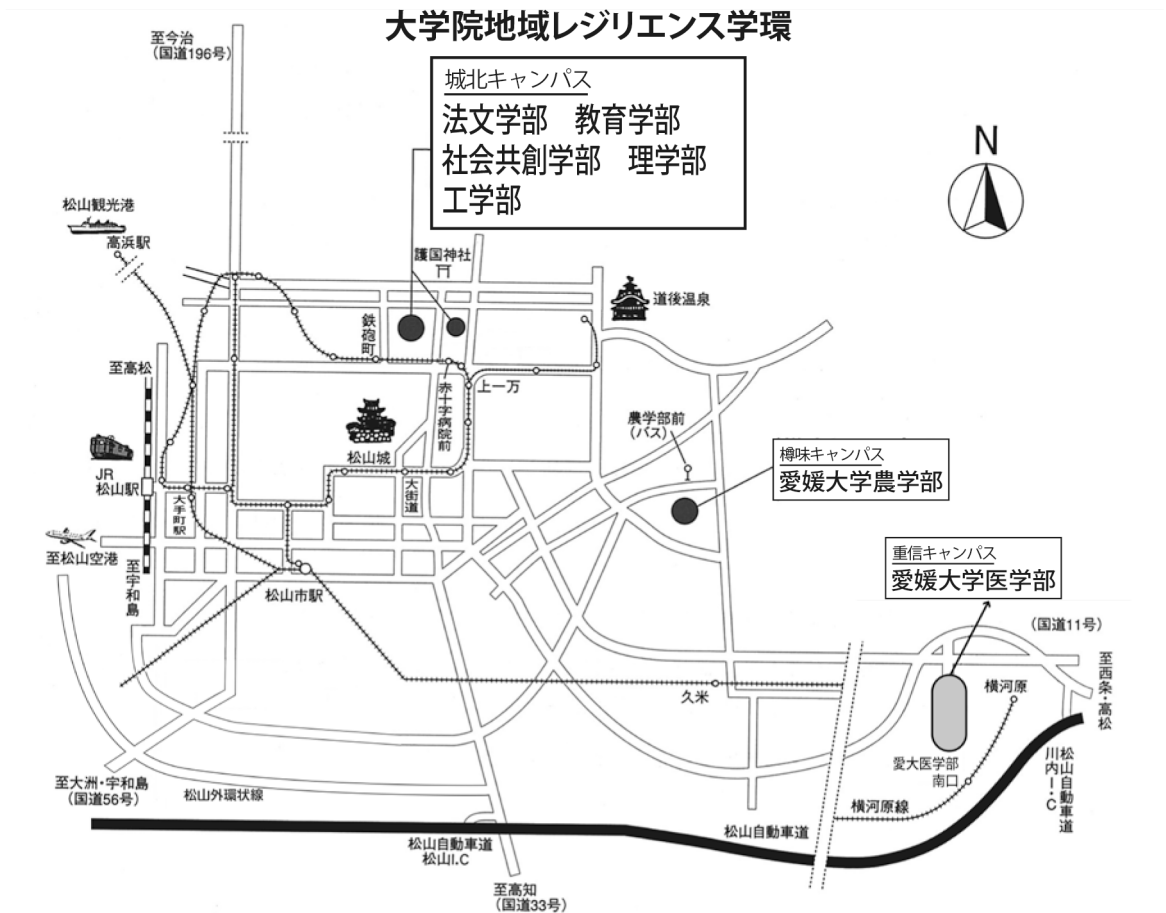 大学院地域レジリエンス学環
至今治
（国道196号）
城北キャンパス
法文学部　教育学部
社会共創学部　理学部
工学部
N
松山観光港
高浜駅
護国神社
道後温泉
鉄砲町
至高松
上一万
赤十字病院前
農学部前
（バス）
松山城
樽味キャンパス
愛媛大学農学部
JR
松山駅
大手町駅
大街道
至松山空港
至宇和島
松山市駅
重信キャンパス
愛媛大学医学部
（国道11号）
至西条・高松
久米
横河原
愛大医学部
南口
松山自動車道
川内I・C
至大洲・宇和島
（国道56号）
松山外環状線
横河原線
松山自動車道
松山自動車道
松山I.C
至高知
（国道33号）